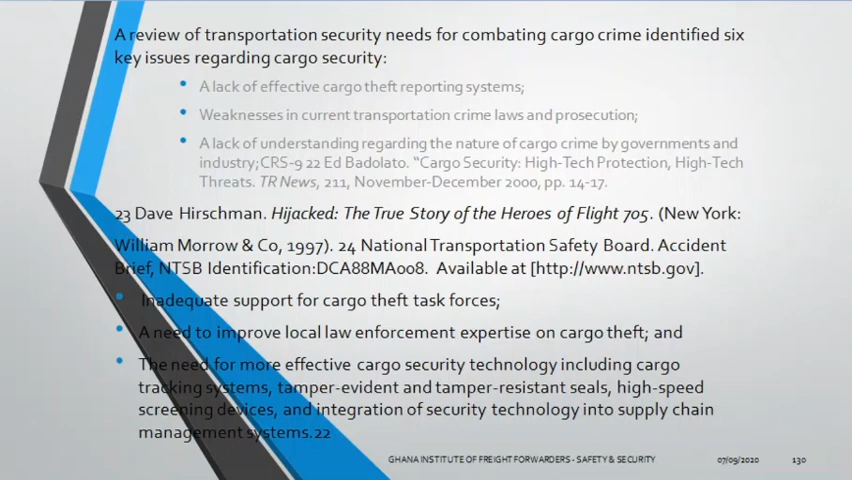 A review of transportation security needs for combating cargo crime identified six
key issues regarding cargo security:
• A lack of effective cargo theft reporting systems;
• Weaknesses in current transportation crime laws and prosecution;
• A lack of understanding regarding the nature of cargo crime by governments and
industry;CRS-9 22 Ed Badolato. “Cargo Security: High-Tech Protection, High-Tech
Threats. TR News, 211, November-December 2000, pp. 14-17.
23 Dave Hirschman. Hijacked: The True Story of the Heroes of Flight 705. (New York:
William Morrow & Co, 1997). 24 National Transportation Safety Board. Accident
Brief, NTSB Identification:DCA88MA008. Available at [http://www.ntsb.gov].
• Inadequate support for cargo theft task forces;
• A need to improve local law enforcement expertise on cargo theft; and
• The need for more effective cargo security technology including cargo
tracking systems, tamper-evident and tamper-resistant seals, high-speed
screening devices, and integration of security technology into supply chain
management systems.22
GHANA INSTITUTE OF FREIGHT FORWARDERS - SAFETY & SECURITY 07/09/2020 130